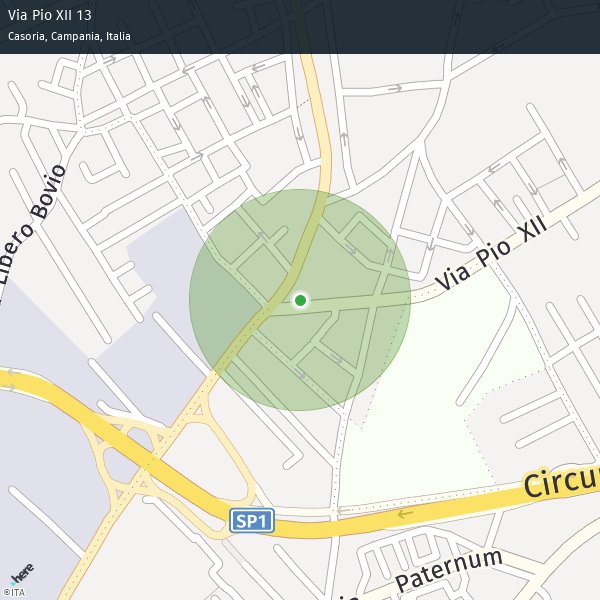 Via Pio XII 13
Casoria, Campania, Italia
Libero Bovio
Via Pio XII
Circu
SP1
Paternum
here
©ITA